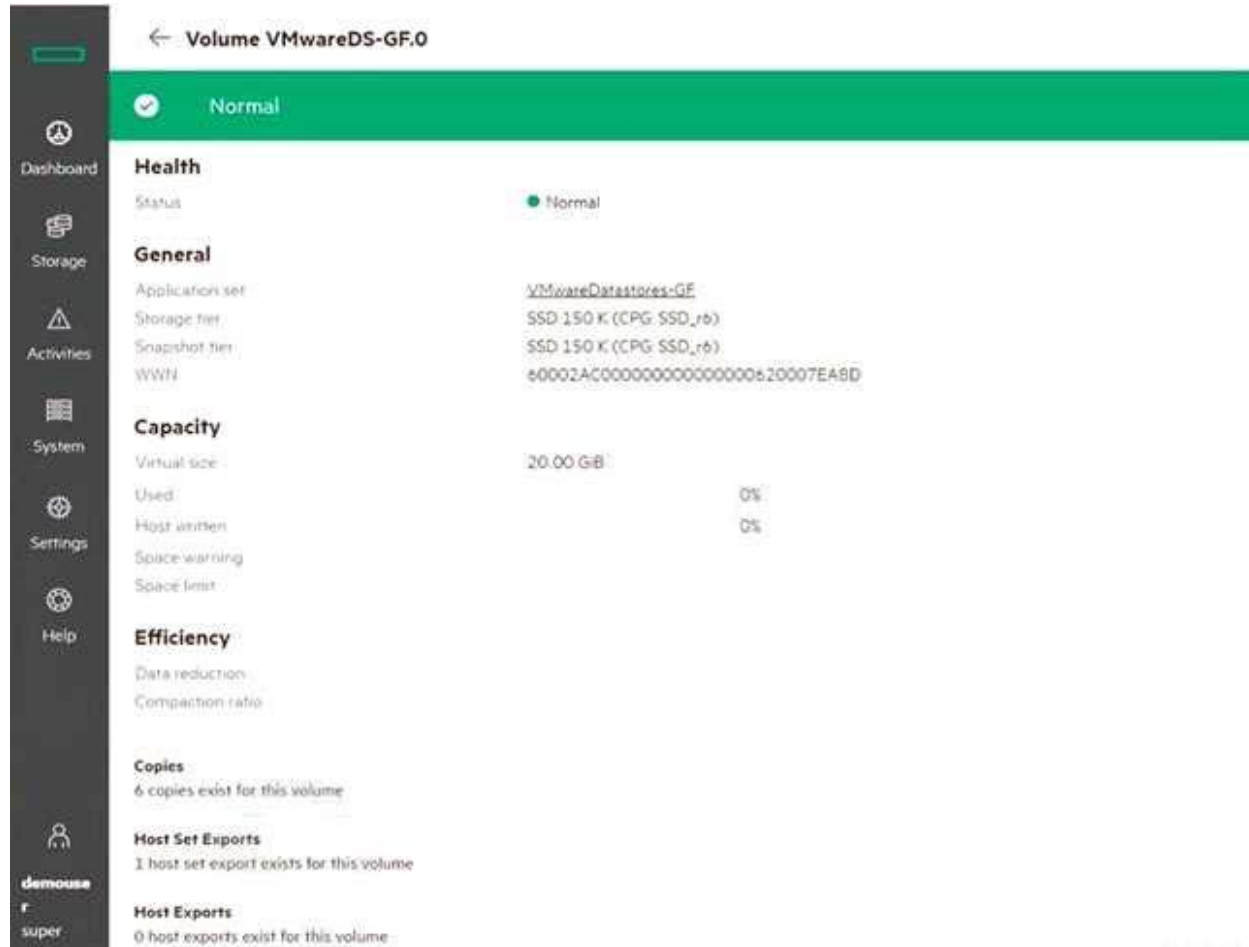 ← Volume VMwareDS-GF.0
Normal
Dashboard
Storage
Activities
System
Settings
Help
demouse
r
super
Health
Status Normal
General
Application set VMwareDatastores-GF
Storage tier SSD 150 K (CPG: SSD_r6)
Snapshot tier SSD 150 K (CPG: SSD_r6)
WWN
Capacity
Virtual size 20.00 GiB
Used 0%
Host written 0%
Space warning
Space limit
Efficiency
Data reduction
Compaction ratio
Copies
6 copies exist for this volume
Host Set Exports
1 host set export exists for this volume
Host Exports
0 host exports exist for this volume